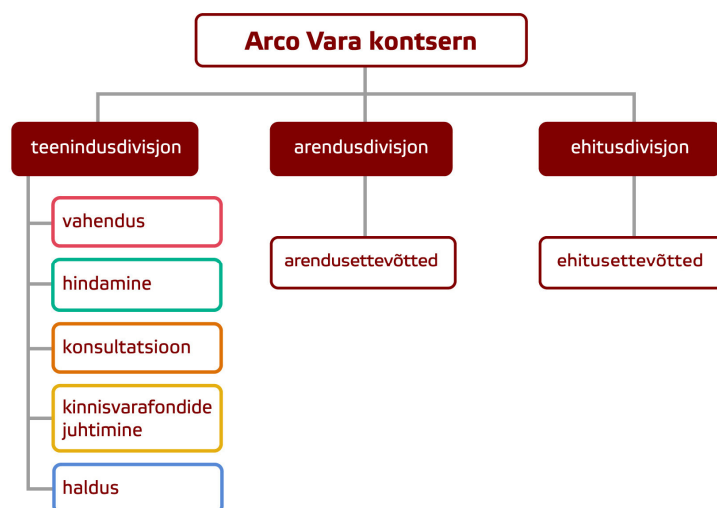 Arco Vara kontsern
teenindusdivisjon
arendusdivisjon
ehitusdivisjon
vahendus
hindamine
konsultatsioon
kinnisvarafondide
juhtimine
haldus
arendusettevõtted
ehitusettevõtted